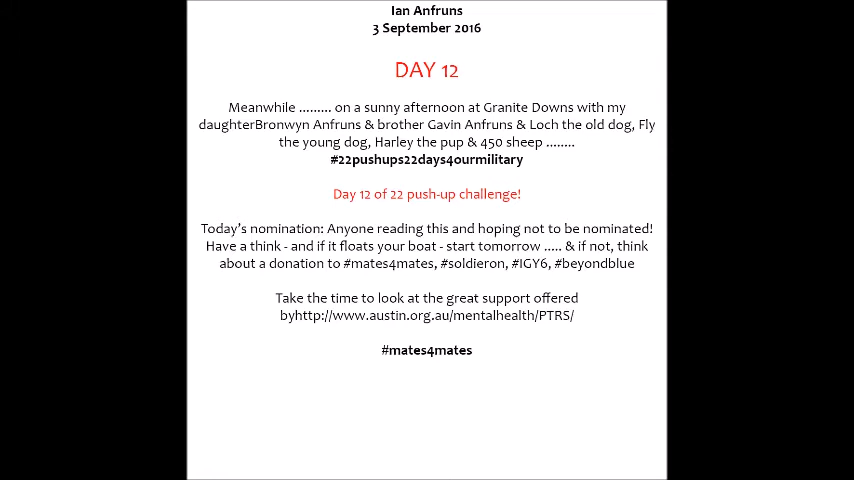 Ian Anfruns
3 September 2016
DAY 12
Meanwhile ......... on a sunny afternoon at Granite Downs with my
daughterBronwyn Anfruns & brother Gavin Anfruns & Loch the old dog, Fly
the young dog, Harley the pup & 450 sheep ........
#22pushups22days4ourmilitary
Day 12 of 22 push-up challenge!
Today's nomination: Anyone reading this and hoping not to be nominated!
Have a think - and if it floats your boat - start tomorrow ..... & if not, think
about a donation to #mates4mates, #soldieron, #IGY6, #beyondblue
Take the time to look at the great support offered
byhttp://www.austin.org.au/mentalhealth/PTRS/
#mates4mates